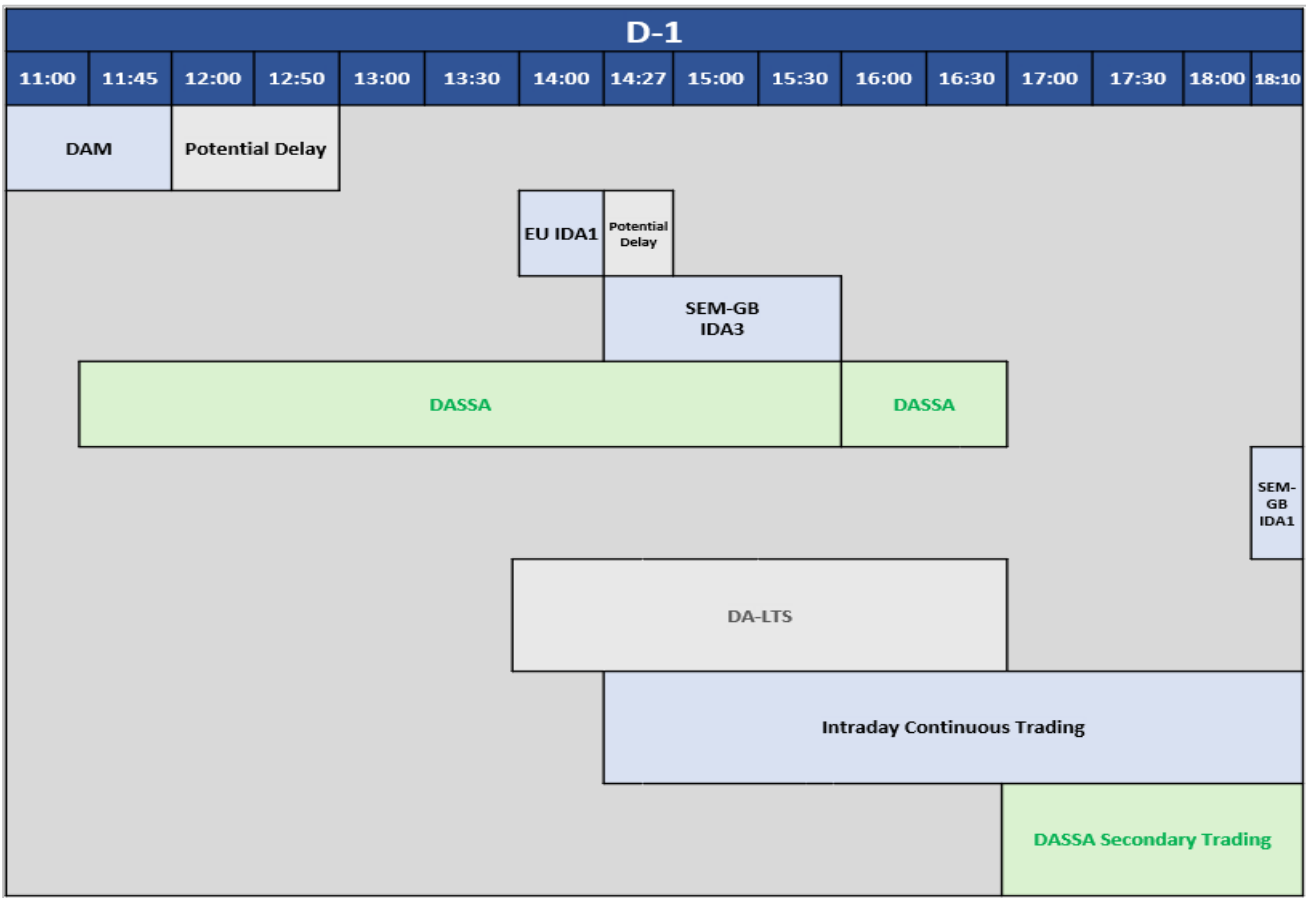 D-1
11:00 11:45 12:00 12:50 13:00 13:30 14:00 14:27 15:00 15:30 16:00 16:30 17:00 17:30 18:00 18:10
DAM
Potential Delay
EU IDA1
Potential
Delay
SEM-GB
IDA3
DASSA
DASSA
SEM-
GB
IDA1
DA-LTS
Intraday Continuous Trading
DASSA Secondary Trading